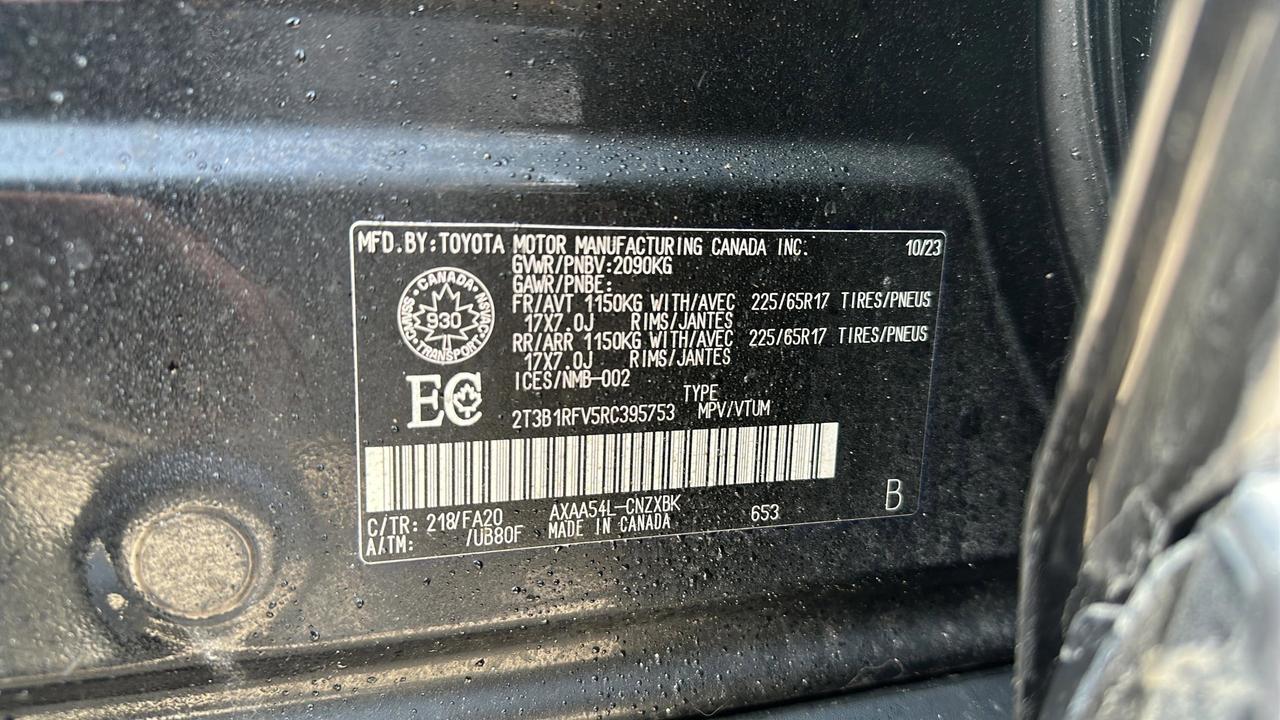 MFD.BY:TOYOTA MOTOR MANUFACTURING CANADA INC. 10/23
GVWR/PNBV:2090KG
GAWR/PNBE:
FR/AVT 1150KG WITH/AVEC 225/65R17 TIRES/PNEUS
17X7.0J RIMS/JANTES
RR/ARR 1150KG WITH/AVEC 225/65R17 TIRES/PNEUS
17X7.0J RIMS/JANTES
ICES/NMB-002
CANADA
CMVSS 930 NSVAC
TRANSPORT
EC
TYPE
2T3B1RFV5RC395753 MPV/VTUM
C/TR: 218/FA20 AXAA54L-CNZXBK 653 B
A/TM: /UB80F MADE IN CANADA